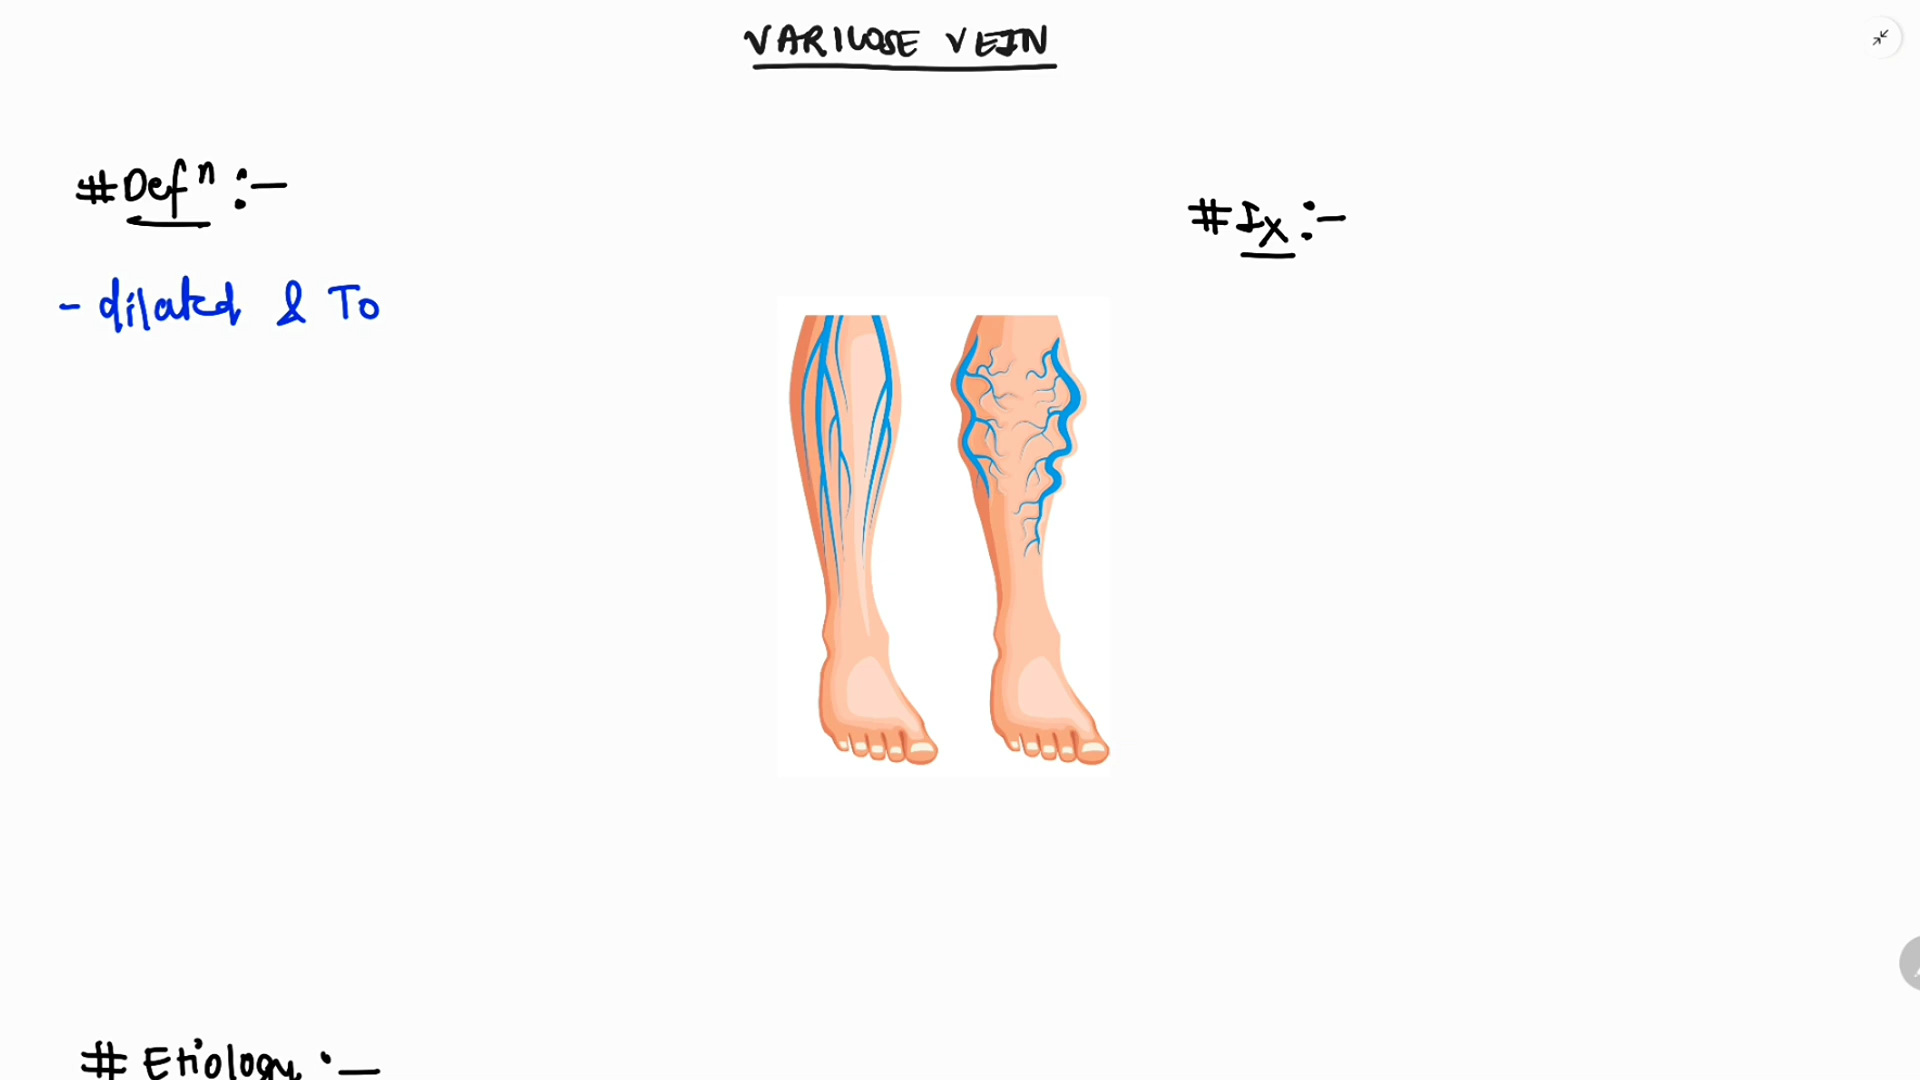 VARICOSE VEIN
#Defⁿ :-
- dilated & To
#Ix :-
# Etiology :-